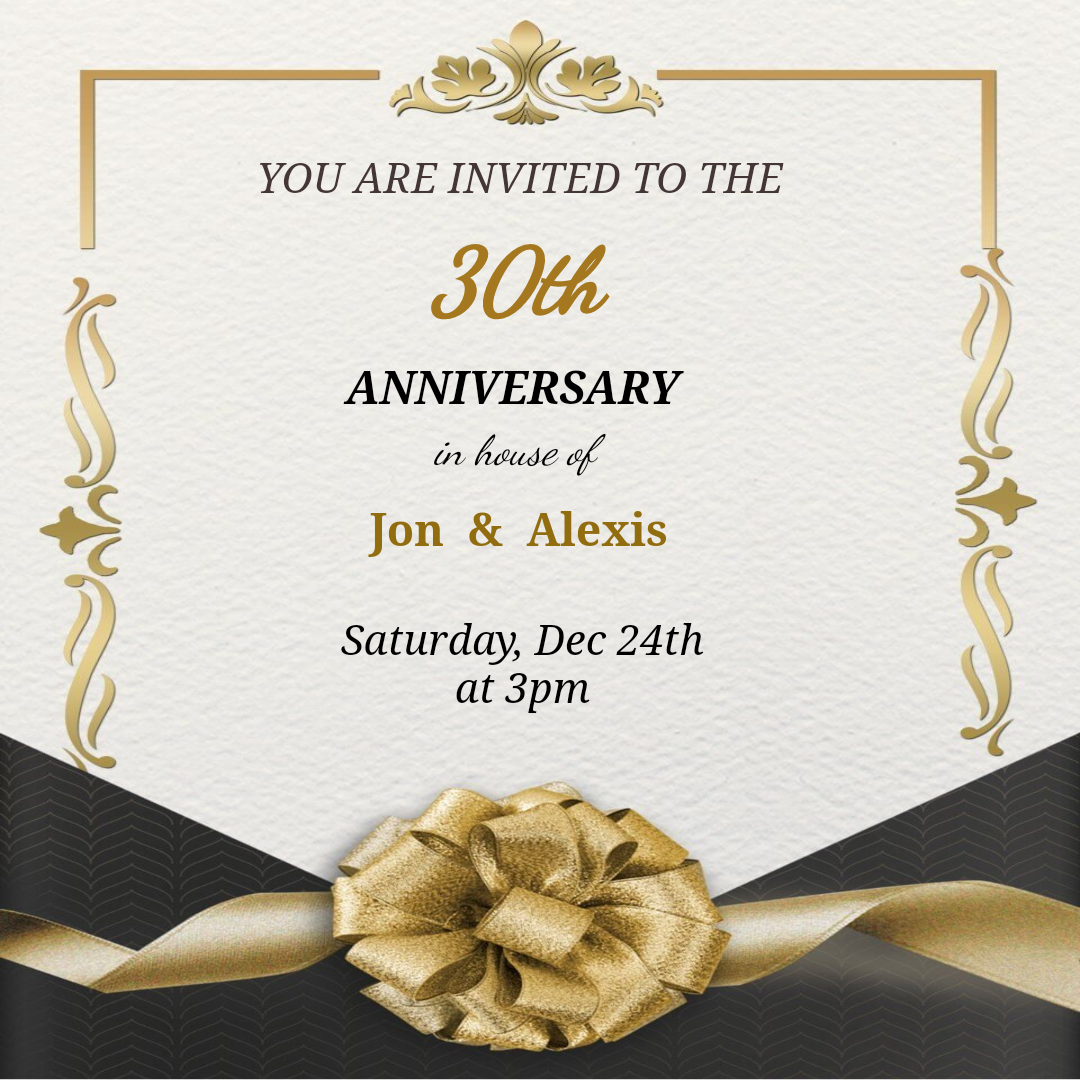 YOU ARE INVITED TO THE
30th
ANNIVERSARY
in house of
Jon & Alexis
Saturday, Dec 24th
at 3pm